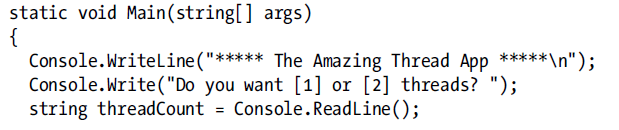 static void Main(string[] args)
{
  Console.WriteLine("***** The Amazing Thread App *****\n");
  Console.Write("Do you want [1] or [2] threads? ");
  string threadCount = Console.ReadLine();